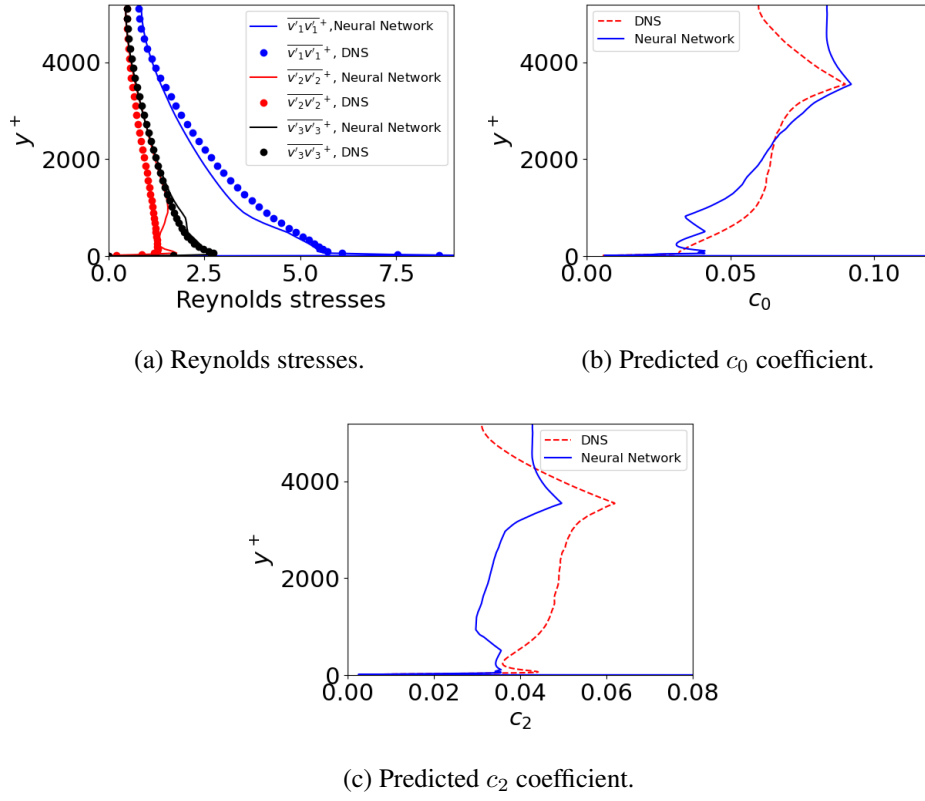 4000
2000
0
y⁺
0.0
2.5
5.0
7.5
Reynolds stresses
v'₁v'₁⁺,Neural Network
v'₁v'₁⁺, DNS
v'₂v'₂⁺, Neural Network
v'₂v'₂⁺, DNS
v'₃v'₃⁺,Neural Network
v'₃v'₃⁺, DNS
(a) Reynolds stresses.
4000
2000
0
y⁺
0.00
0.05
0.10
c₀
DNS
Neural Network
(b) Predicted c₀ coefficient.
4000
2000
0
y⁺
0.00
0.02
0.04
0.06
0.08
c₂
DNS
Neural Network
(c) Predicted c₂ coefficient.